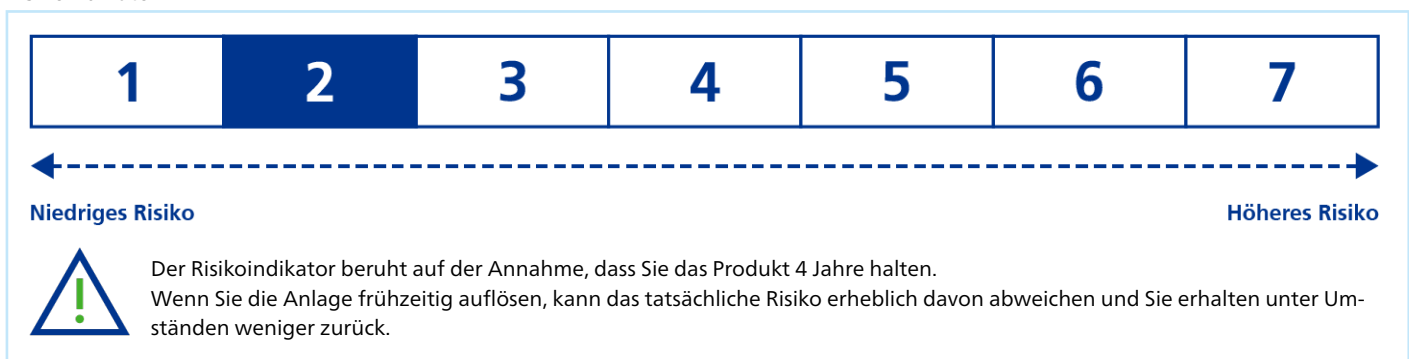 1 2 3 4 5 6 7
Niedriges Risiko Höheres Risiko
Der Risikoindikator beruht auf der Annahme, dass Sie das Produkt 4 Jahre halten.
Wenn Sie die Anlage frühzeitig auflösen, kann das tatsächliche Risiko erheblich davon abweichen und Sie erhalten unter Um-
ständen weniger zurück.